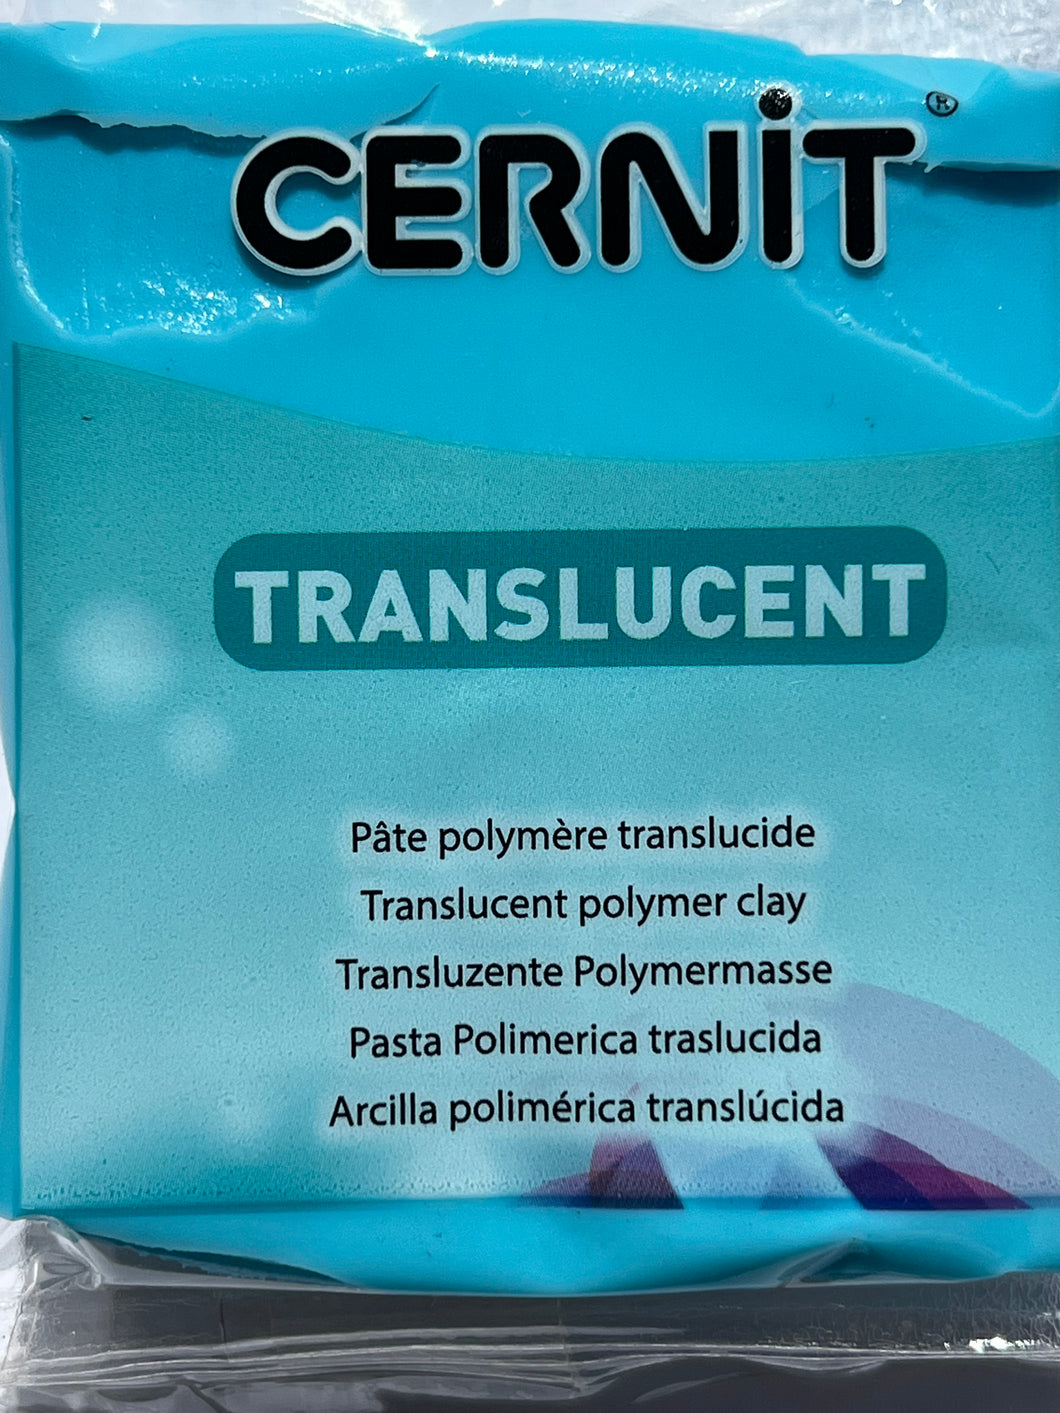 CERNiT®
TRANSLUCENT
Pâte polymère translucide
Translucent polymer clay
Transluzente Polymermasse
Pasta Polimerica traslucida
Arcilla polimérica translúcida